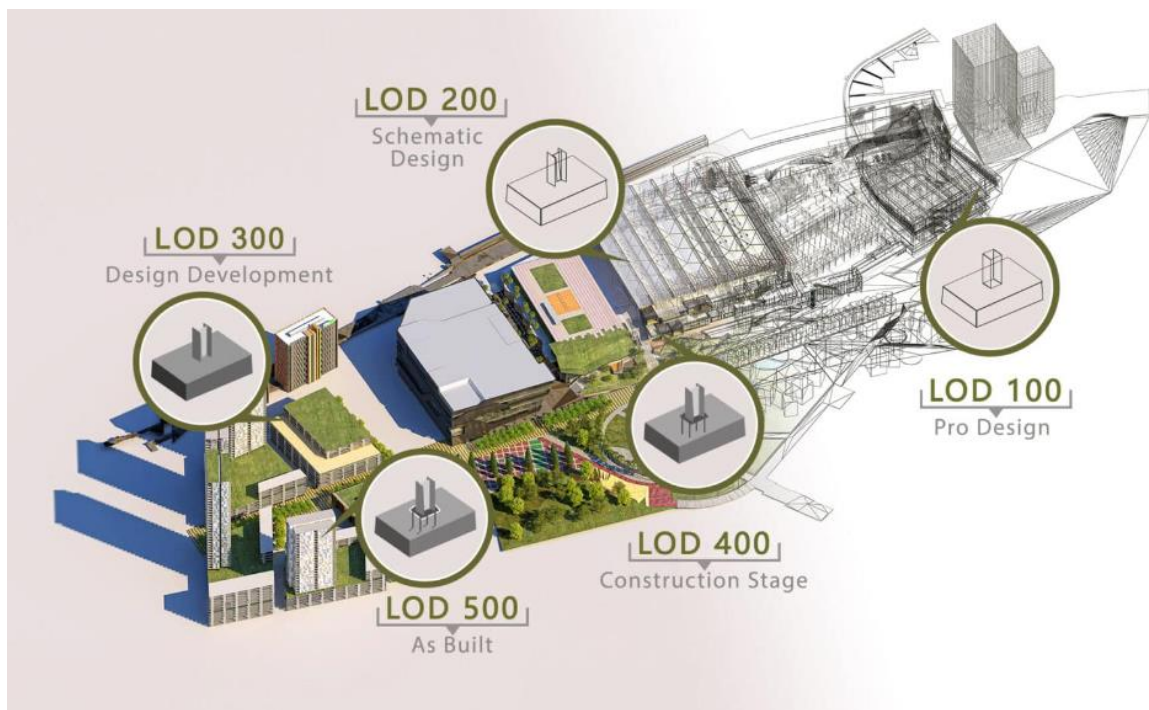 LOD 200
Schematic
Design
LOD 300
Design Development
LOD 100
Pro Design
LOD 400
Construction Stage
LOD 500
As Built